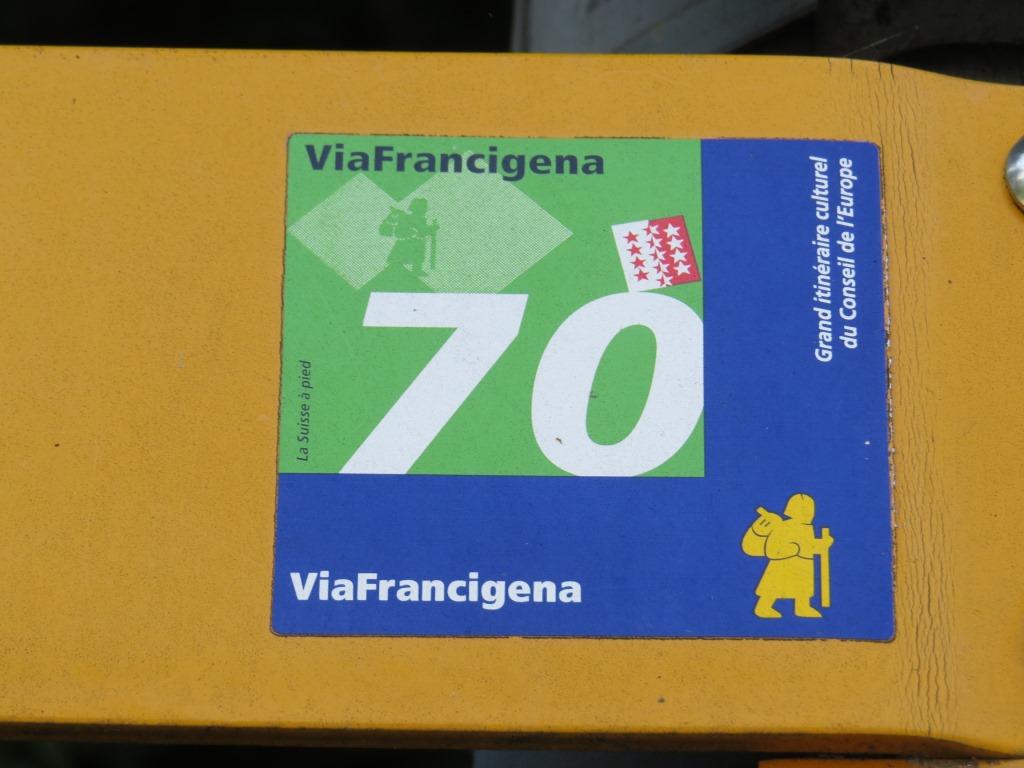 ViaFrancigena
70
La Suisse à pied
Grand itinéraire culturel
du Conseil de l'Europe
ViaFrancigena